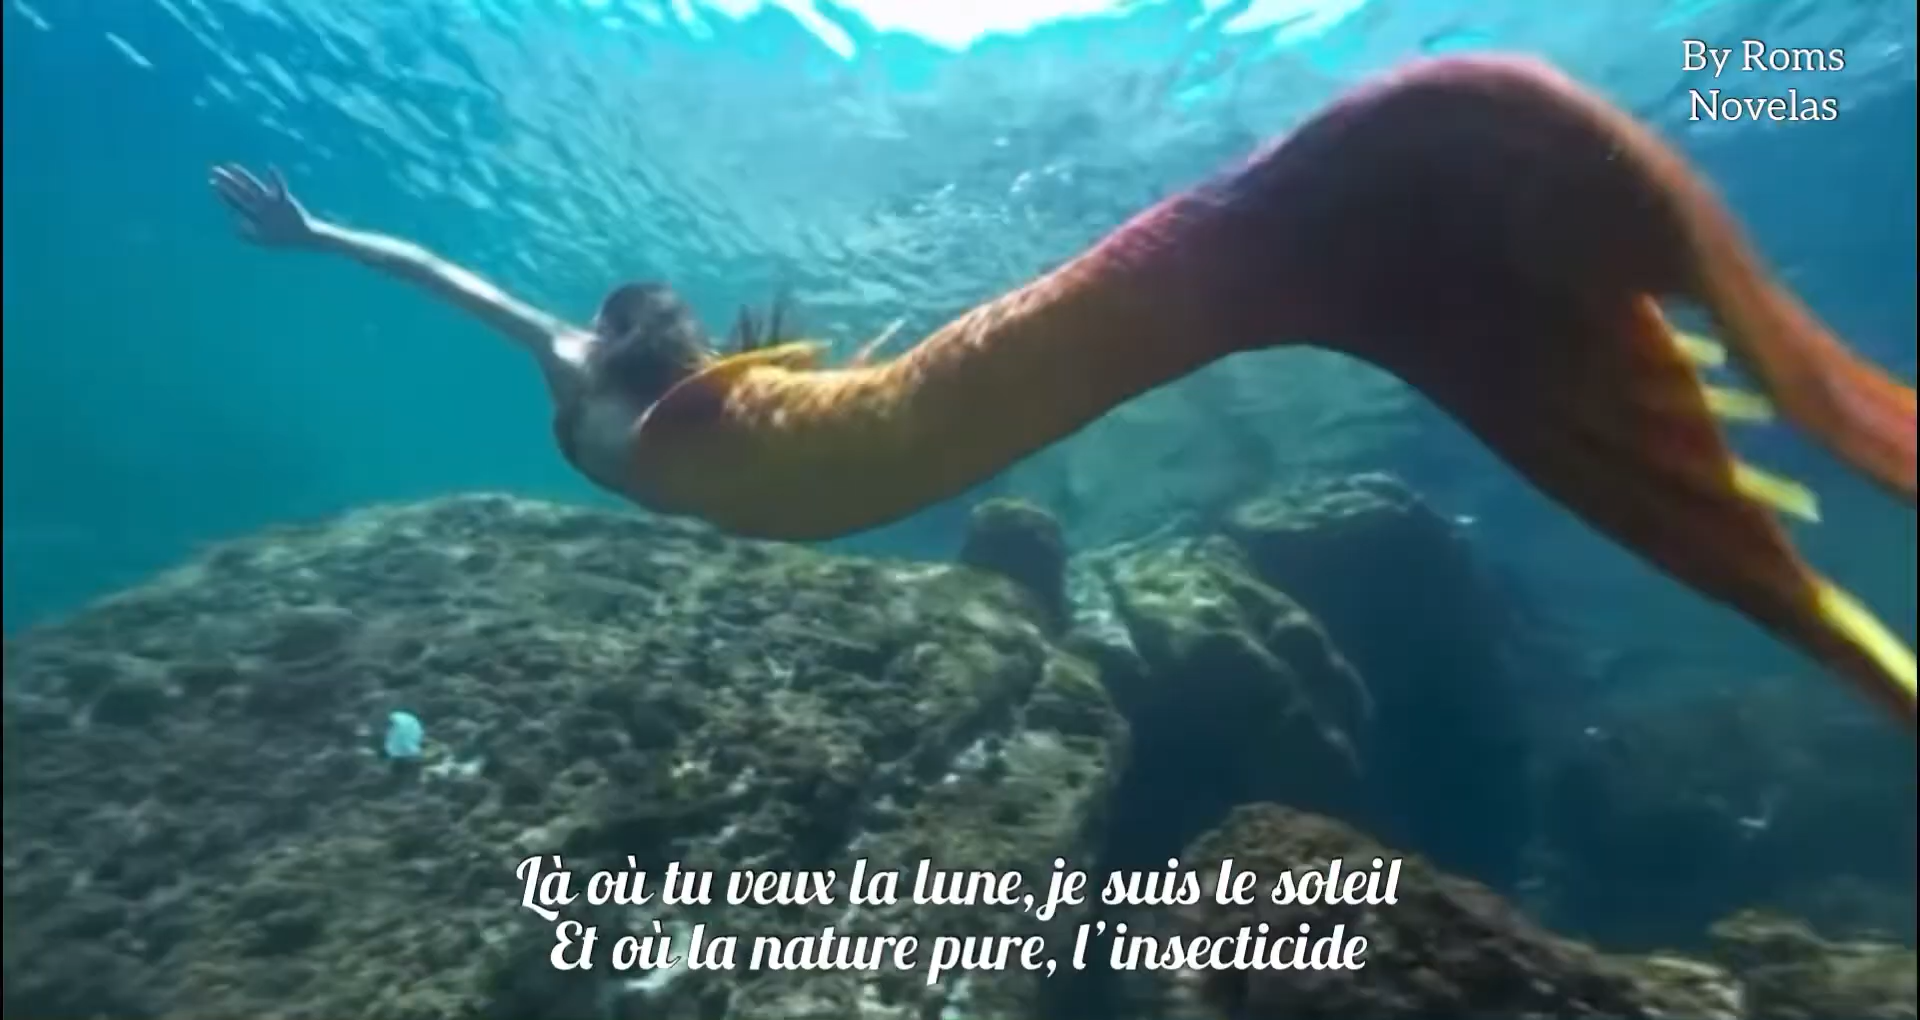 By Roms
Novelas
Là où tu veux la lune, je suis le soleil
Et où la nature pure, l'insecticide